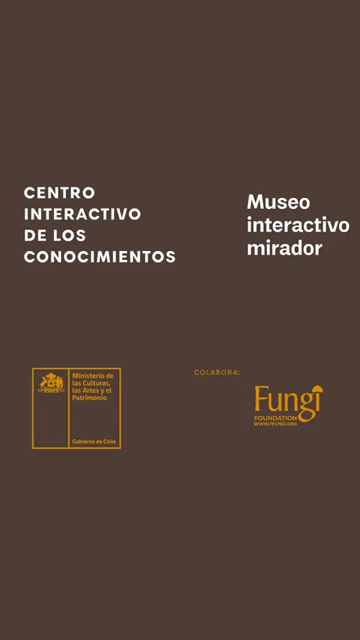 CENTRO
INTERACTIVO
DE LOS
CONOCIMIENTOS
Museo
interactivo
mirador
Ministerio de
las Culturas,
las Artes y el
Patrimonio
Gobierno de Chile
COLABORA:
Fungi
FOUNDATION
WWW.FFUNGI.ORG